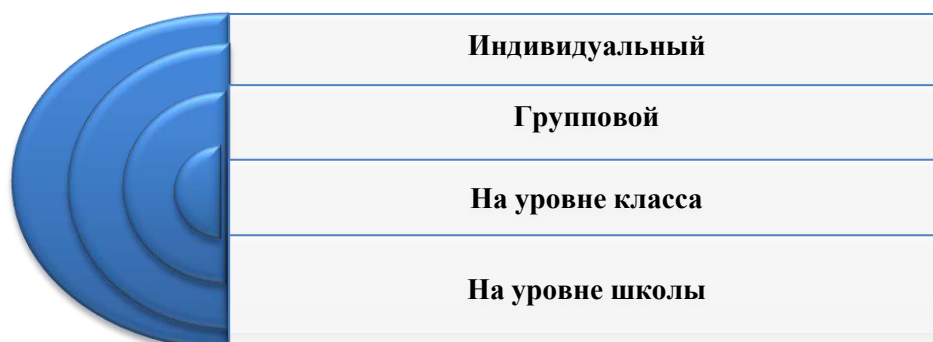 Индивидуальный
Групповой
На уровне класса
На уровне школы